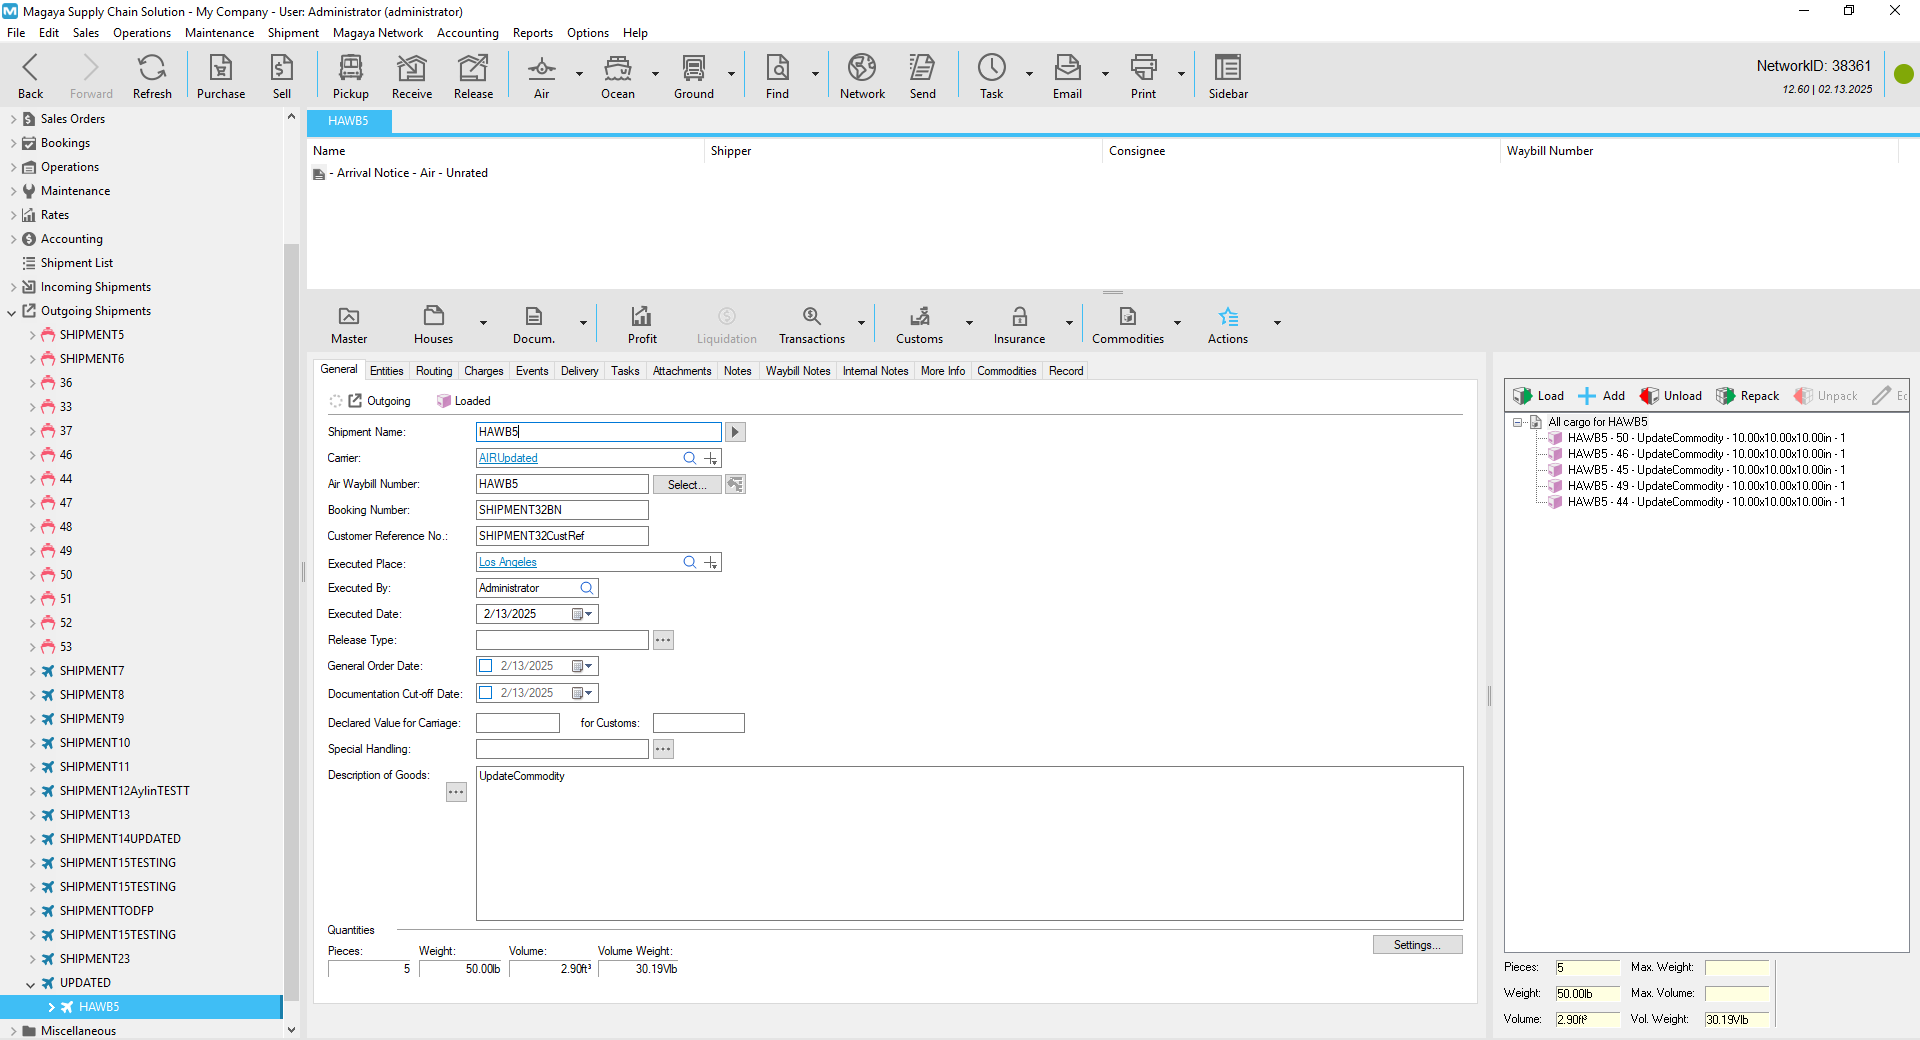 Magaya Supply Chain Solution - My Company - User: Administrator (administrator)
File Edit Sales Operations Maintenance Shipment Magaya Network Accounting Reports Options Help
Back Forward Refresh Purchase Sell Pickup Receive Release Air Ocean Ground Find Network Send Task Email Print Sidebar
NetworkID: 38361
12.60 | 02.13.2025
Sales Orders
Bookings
Operations
Maintenance
Rates
Accounting
Shipment List
Incoming Shipments
Outgoing Shipments
SHIPMENT5
SHIPMENT6
36
33
37
46
44
47
48
49
50
51
52
53
SHIPMENT7
SHIPMENT8
SHIPMENT9
SHIPMENT10
SHIPMENT11
SHIPMENT12AylinTESTT
SHIPMENT13
SHIPMENT14UPDATED
SHIPMENT15TESTING
SHIPMENT15TESTING
SHIPMENTTODFP
SHIPMENT15TESTING
SHIPMENT23
UPDATED
HAWB5
Miscellaneous
HAWB5
Name Shipper Consignee Waybill Number
- Arrival Notice - Air - Unrated
Master Houses Docum. Profit Liquidation Transactions Customs Insurance Commodities Actions
General Entities Routing Charges Events Delivery Tasks Attachments Notes Waybill Notes Internal Notes More Info Commodities Record
Outgoing Loaded
Shipment Name: HAWB5
Carrier: AIRUpdated
Air Waybill Number: HAWB5 Select...
Booking Number: SHIPMENT32BN
Customer Reference No.: SHIPMENT32CustRef
Executed Place: Los Angeles
Executed By: Administrator
Executed Date: 2/13/2025
Release Type:
General Order Date: 2/13/2025
Documentation Cut-off Date: 2/13/2025
Declared Value for Carriage: for Customs:
Special Handling:
Description of Goods: UpdateCommodity
Quantities
Settings...
Pieces: Weight: Volume: Volume Weight:
5 50.00lb 2.90ft³ 30.19Vlb
Load Add Unload Repack Unpack Ec
All cargo for HAWB5
HAWB5 - 50 - UpdateCommodity - 10.00x10.00x10.00in - 1
HAWB5 - 46 - UpdateCommodity - 10.00x10.00x10.00in - 1
HAWB5 - 45 - UpdateCommodity - 10.00x10.00x10.00in - 1
HAWB5 - 49 - UpdateCommodity - 10.00x10.00x10.00in - 1
HAWB5 - 44 - UpdateCommodity - 10.00x10.00x10.00in - 1
Pieces: 5 Max. Weight:
Weight: 50.00lb Max. Volume:
Volume: 2.90ft³ Vol. Weight: 30.19Vlb